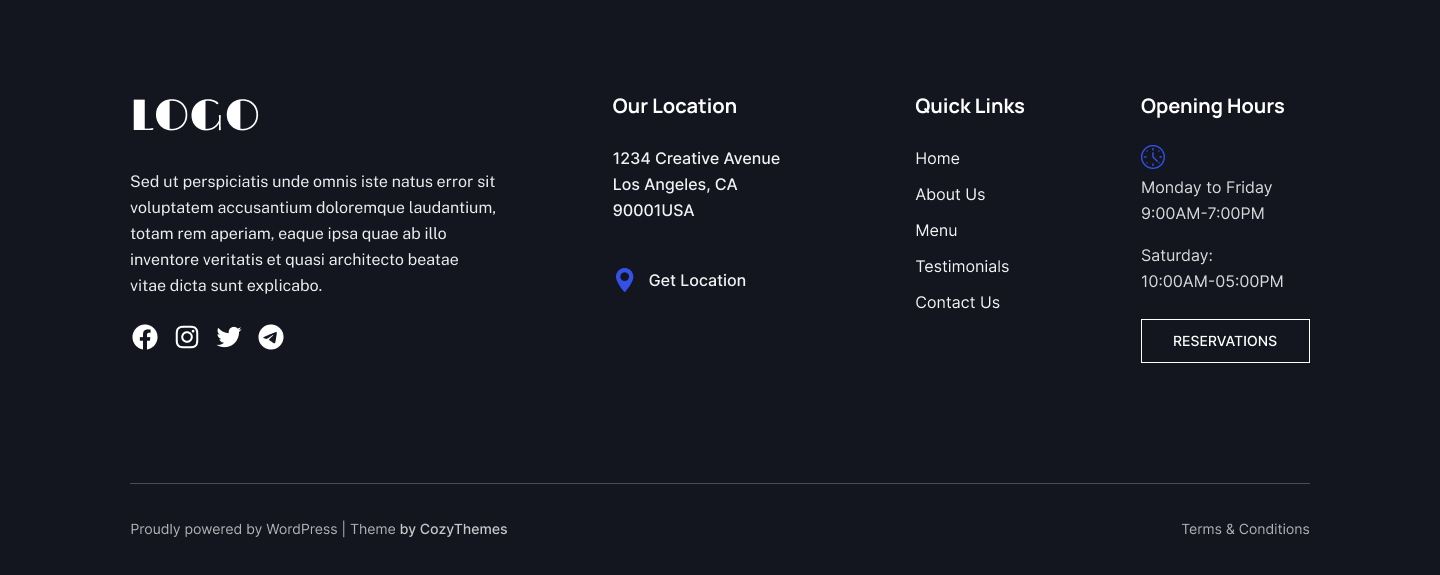 LOGO
Sed ut perspiciatis unde omnis iste natus error sit
voluptatem accusantium doloremque laudantium,
totam rem aperiam, eaque ipsa quae ab illo
inventore veritatis et quasi architecto beatae
vitae dicta sunt explicabo.
Our Location
1234 Creative Avenue
Los Angeles, CA
90001USA
Get Location
Quick Links
Home
About Us
Menu
Testimonials
Contact Us
Opening Hours
Monday to Friday
9:00AM-7:00PM
Saturday:
10:00AM-05:00PM
RESERVATIONS
Proudly powered by WordPress | Theme by CozyThemes
Terms & Conditions